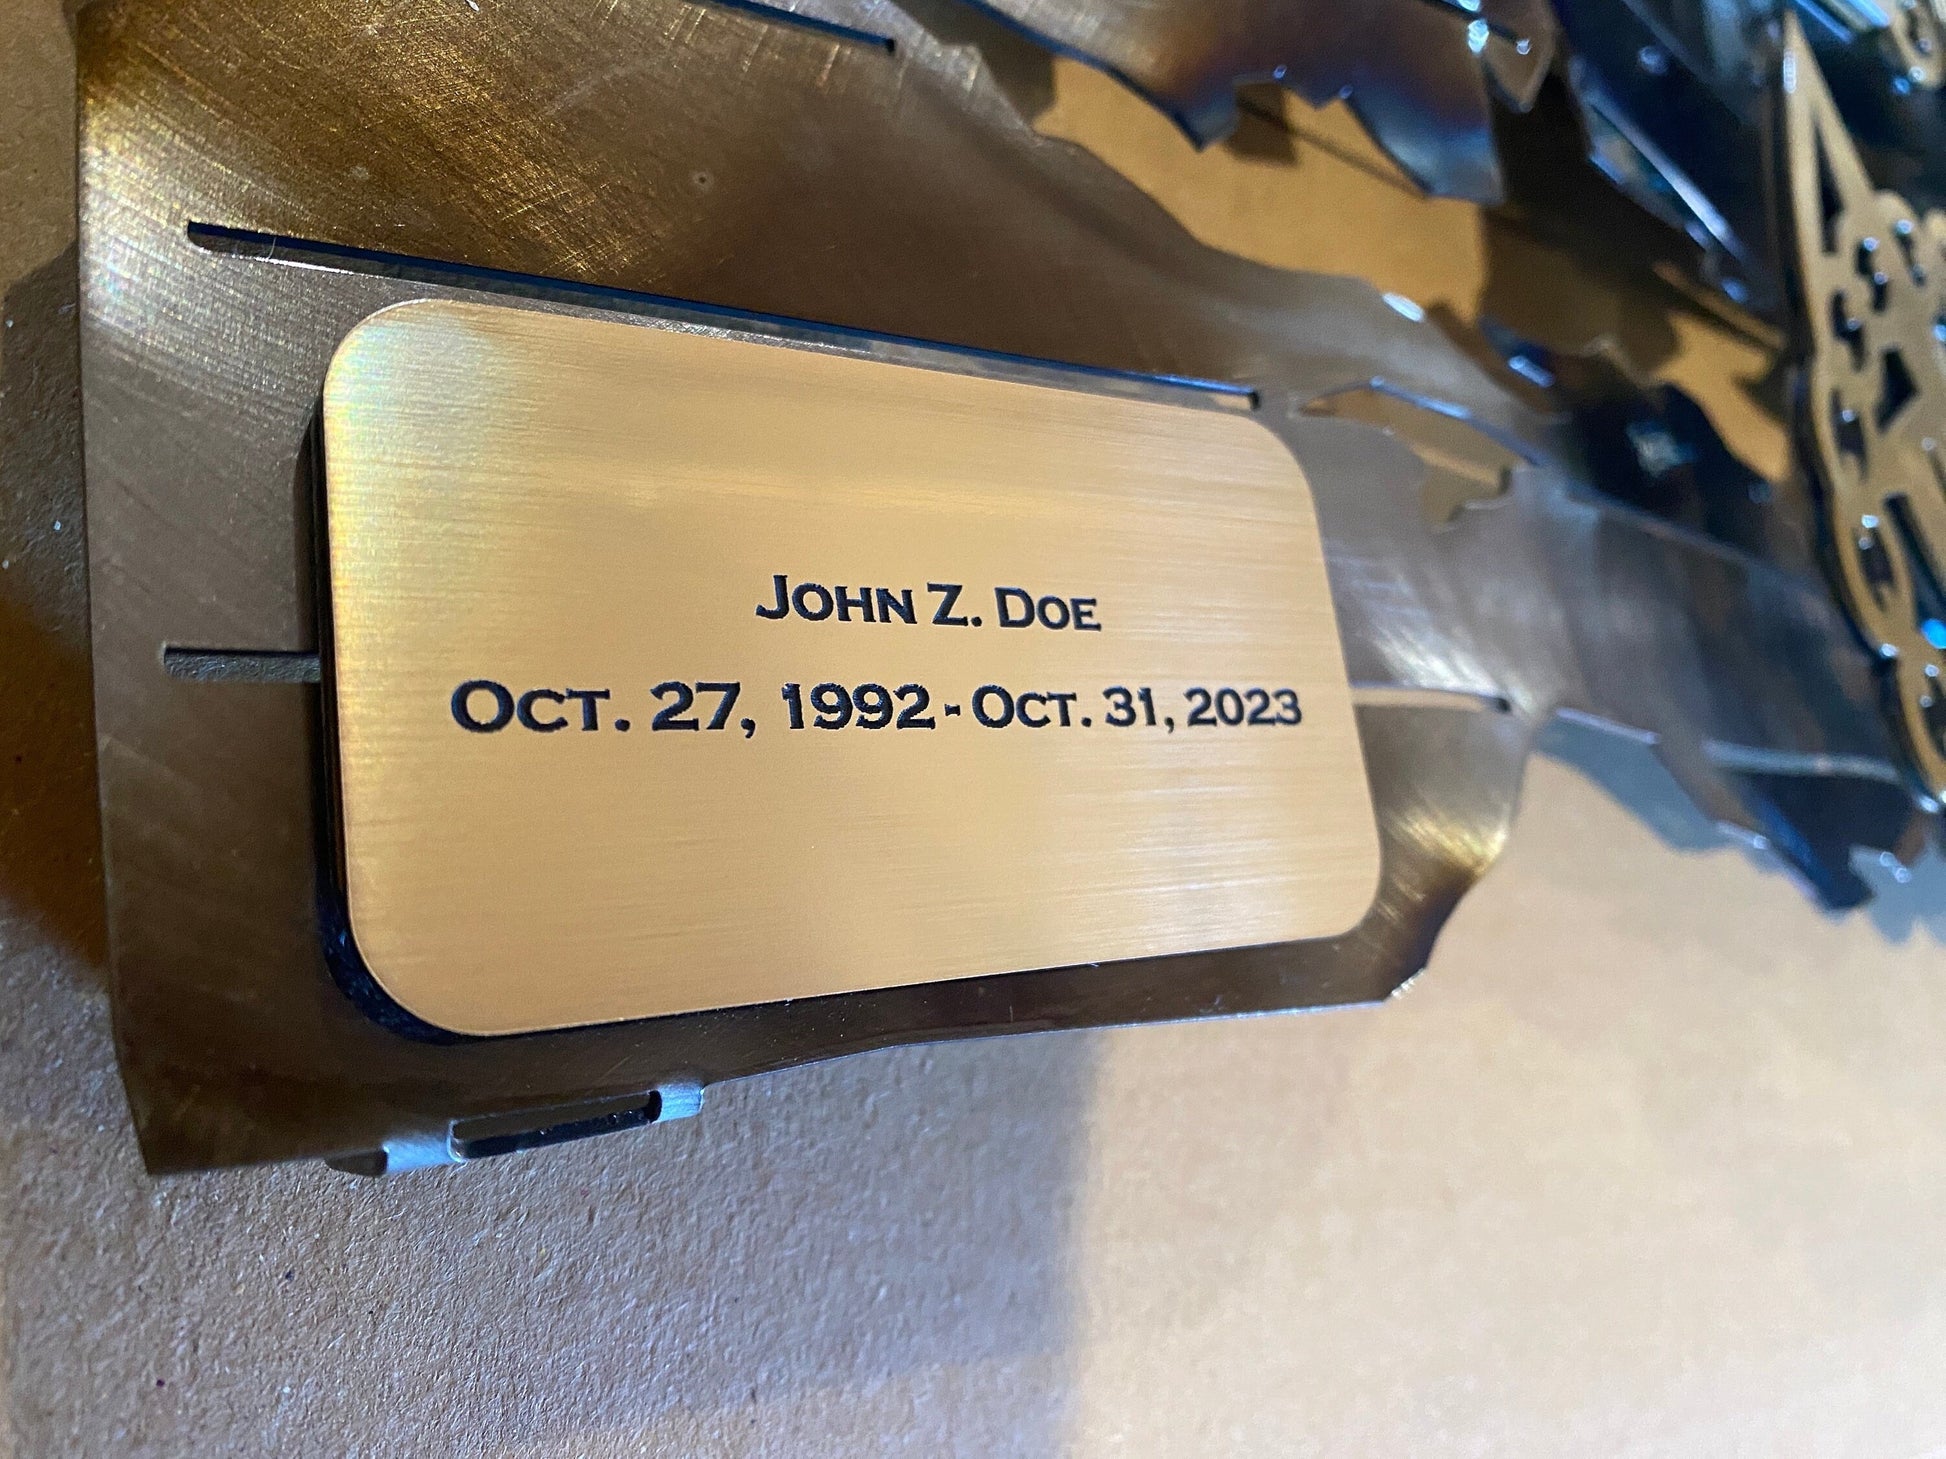 John Z. Doe
Oct. 27, 1992 - Oct. 31, 2023